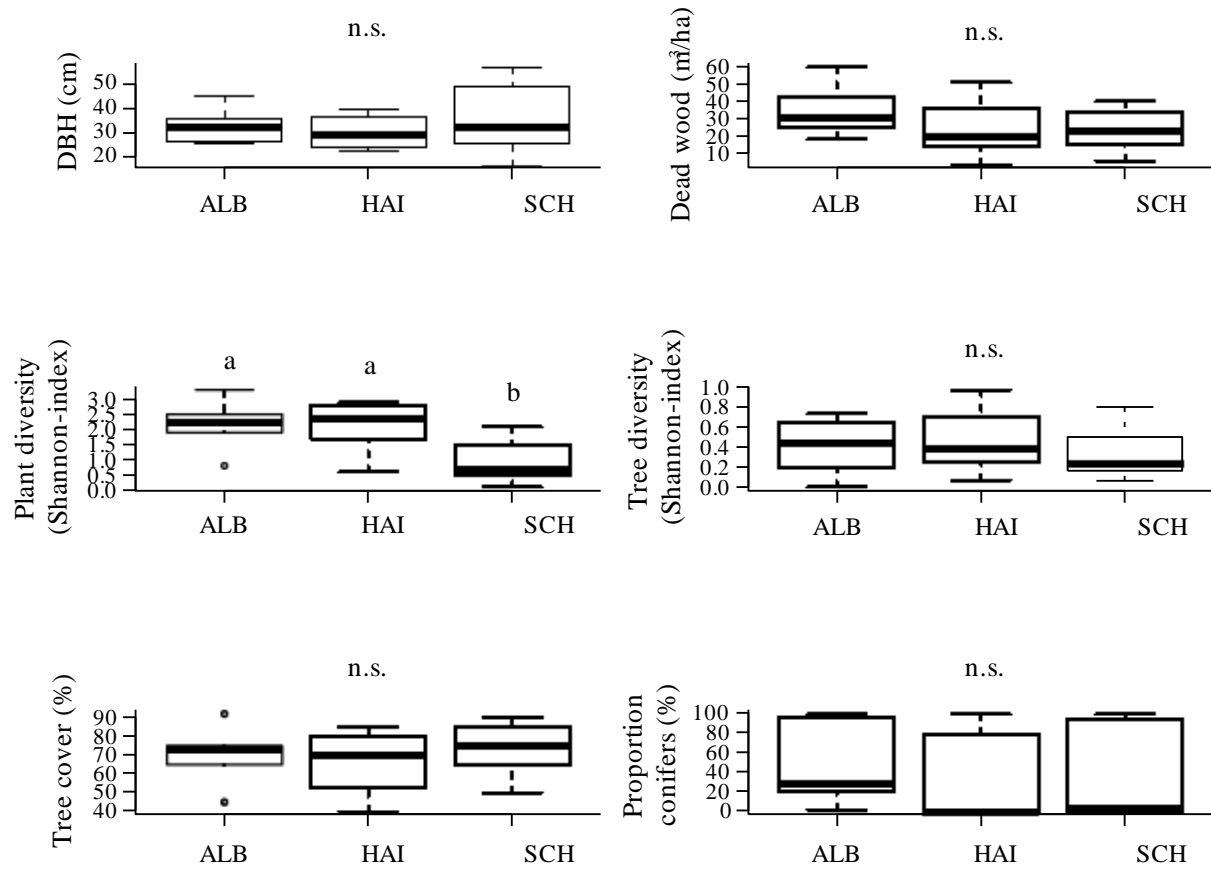 n.s.
DBH (cm)
50
40
30
20
ALB HAI SCH
n.s.
Dead wood (m³/ha)
60
50
40
30
20
10
ALB HAI SCH
a a b
Plant diversity
(Shannon-index)
3.0
2.5
2.0
1.5
1.0
0.5
0.0
ALB HAI SCH
n.s.
Tree diversity
(Shannon-index)
1.0
0.8
0.6
0.4
0.2
0.0
ALB HAI SCH
n.s.
Tree cover (%)
90
80
70
60
50
40
ALB HAI SCH
n.s.
Proportion
conifers (%)
100
80
60
40
20
0
ALB HAI SCH